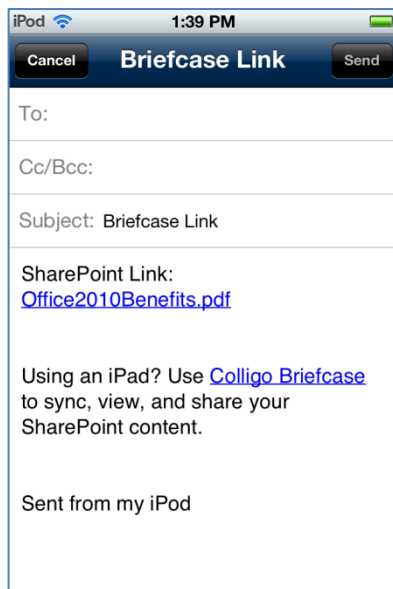 iPod 1:39 PM
Cancel Briefcase Link Send
To:
Cc/Bcc:
Subject: Briefcase Link
SharePoint Link:
Office2010Benefits.pdf
Using an iPad? Use Colligo Briefcase
to sync, view, and share your
SharePoint content.
Sent from my iPod